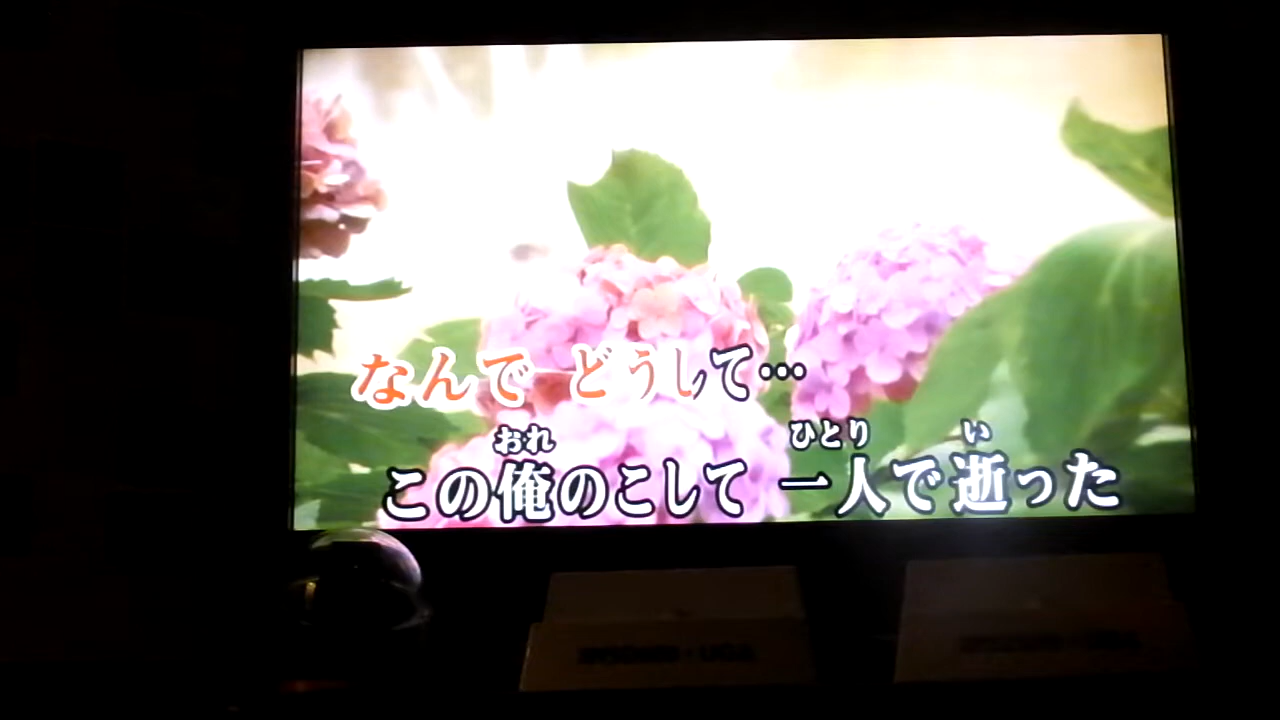 なんで どうして…
おれ ひとり い
この俺のこして 一人で逝った